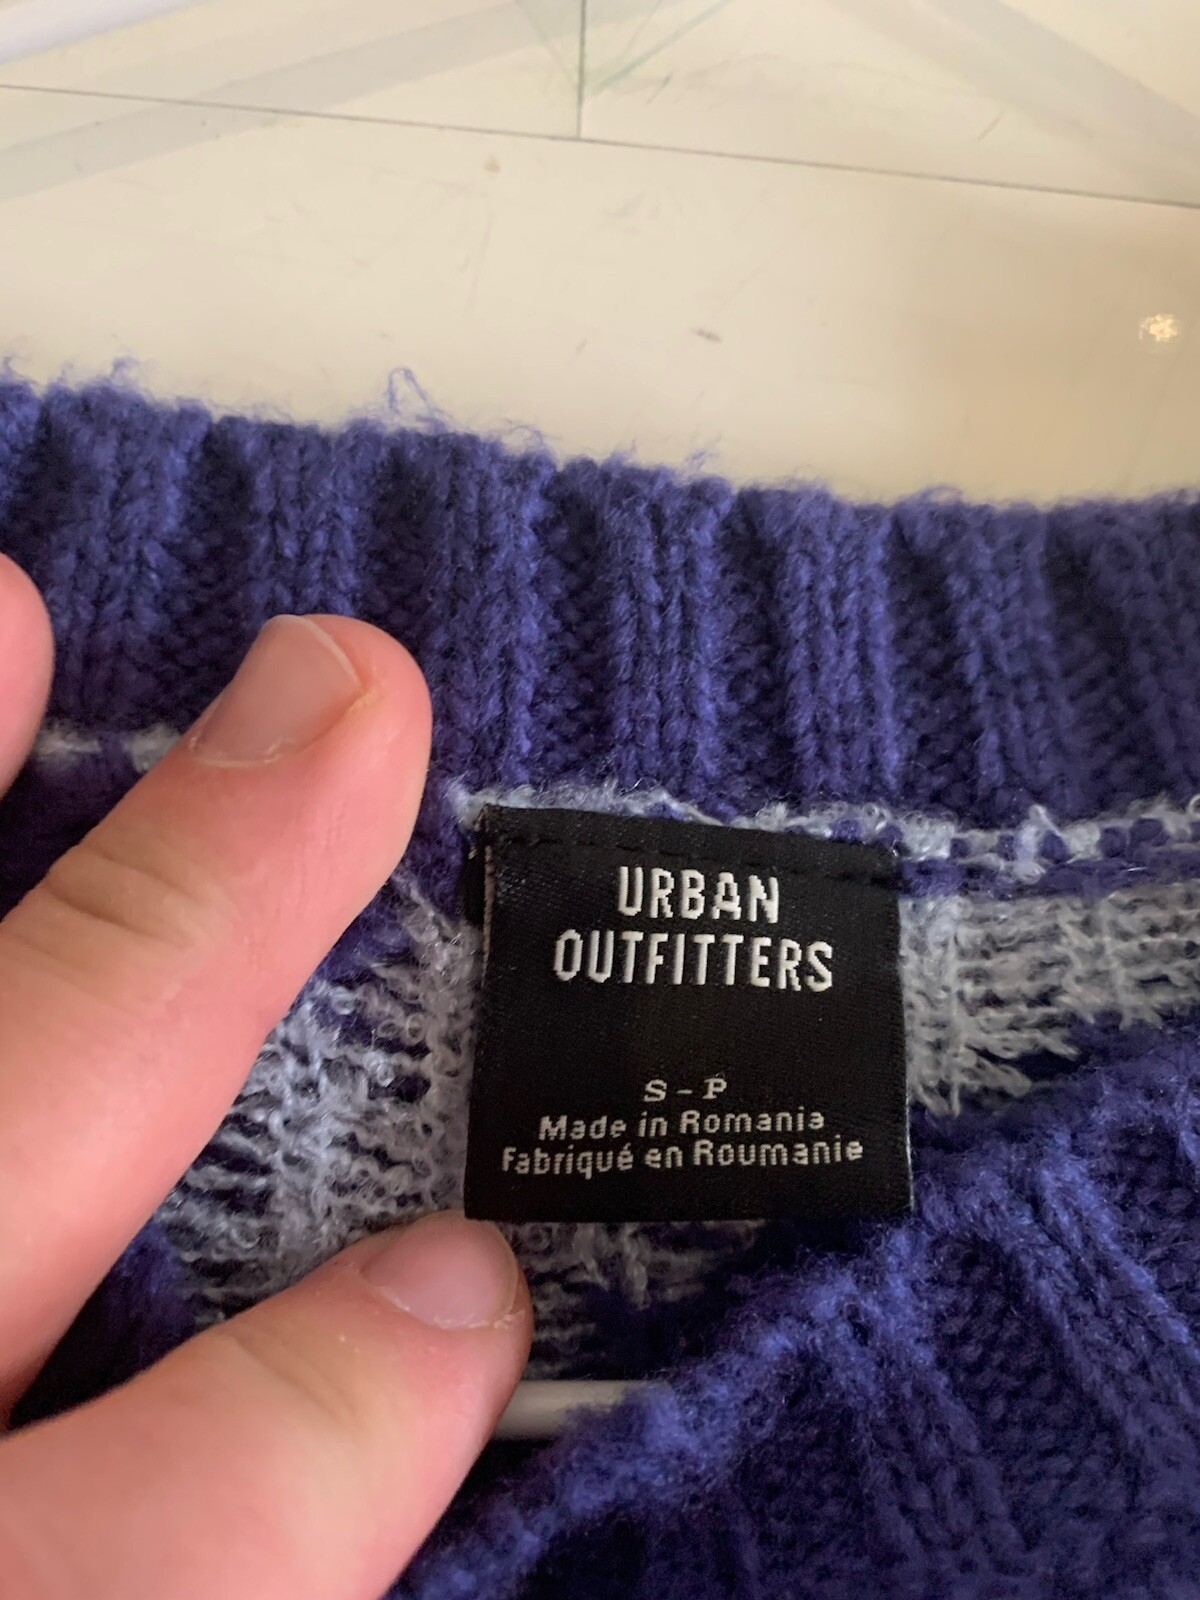 URBAN
OUTFITTERS
S - P
Made in Romania
Fabriqué en Roumanie